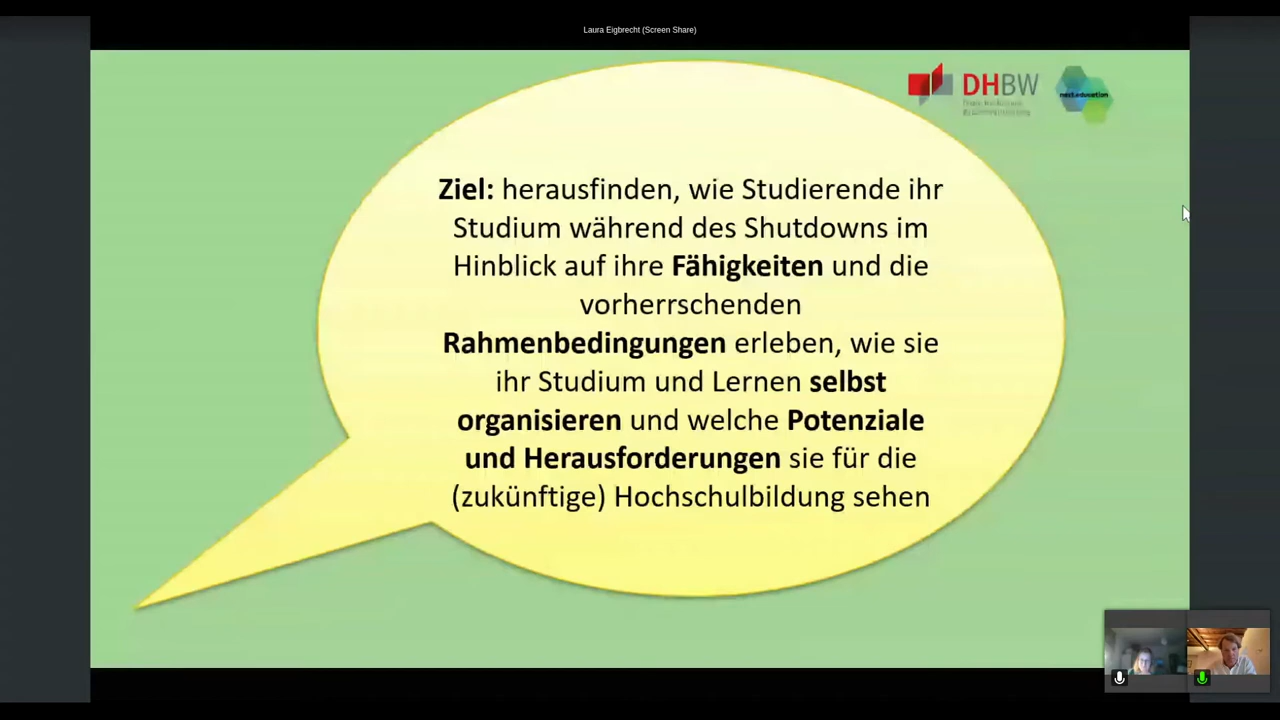 Laura Eigbrecht (Screen Share)
DHBW
next education
Ziel: herausfinden, wie Studierende ihr
Studium während des Shutdowns im
Hinblick auf ihre Fähigkeiten und die
vorherrschenden
Rahmenbedingungen erleben, wie sie
ihr Studium und Lernen selbst
organisieren und welche Potenziale
und Herausforderungen sie für die
(zukünftige) Hochschulbildung sehen